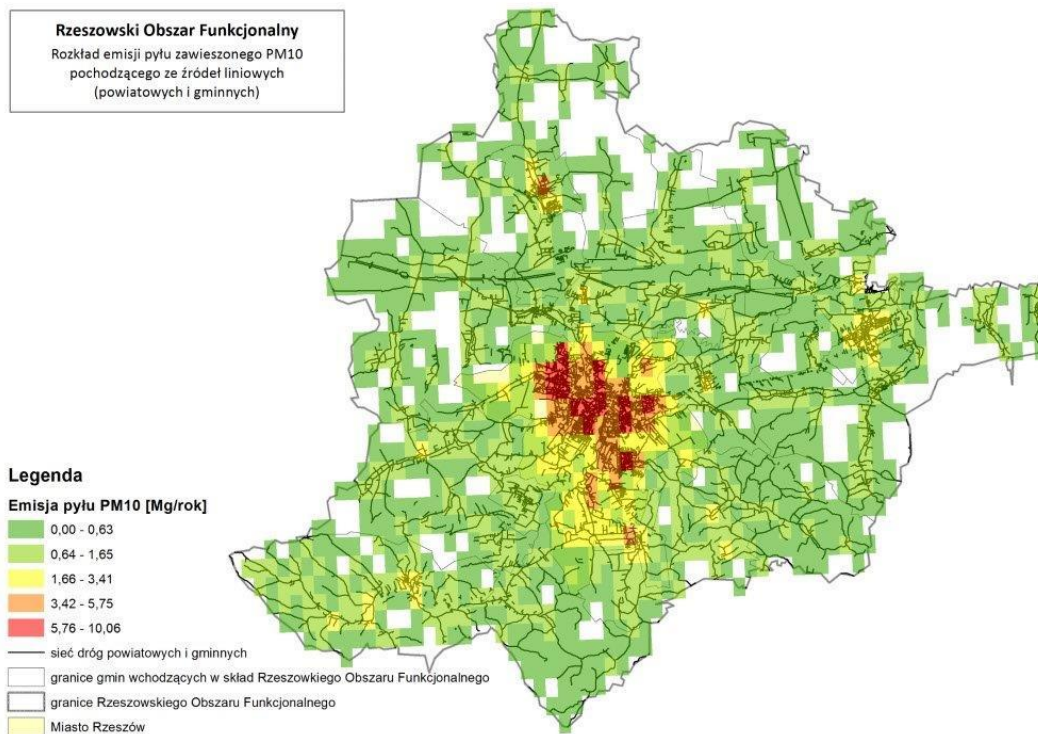 Rzeszowski Obszar Funkcjonalny
Rozkład emisji pyłu zawieszonego PM10
pochodzącego ze źródeł liniowych
(powiatowych i gminnych)
Legenda
Emisja pyłu PM10 [Mg/rok]
0,00 - 0,63
0,64 - 1,65
1,66 - 3,41
3,42 - 5,75
5,76 - 10,06
sieć dróg powiatowych i gminnych
granice gmin wchodzących w skład Rzeszowkiego Obszaru Funkcjonalnego
granice Rzeszowskiego Obszaru Funkcjonalnego
Miasto Rzeszów